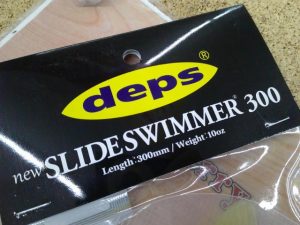 deps®
new SLIDESWIMMER® 300
Length:300mm / Weight:10oz